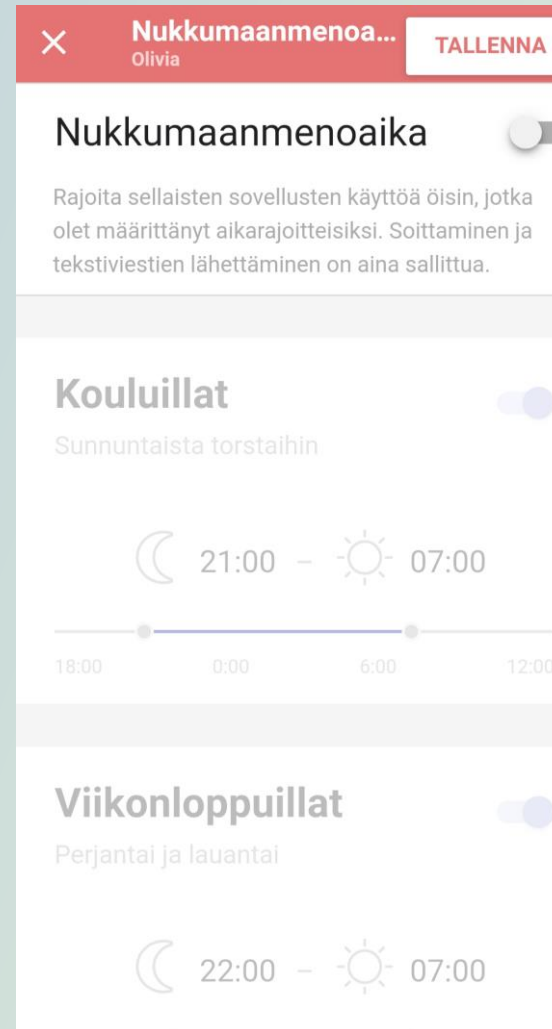 Nukkumaanmenoa...
Olivia
TALLENNA
Nukkumaanmenoaika
Rajoita sellaisten sovellusten käyttöä öisin, jotka
olet määrittänyt aikarajoitteisiksi. Soittaminen ja
tekstiviestien lähettäminen on aina sallittua.
Kouluillat
Sunnuntaista torstaihin
21:00 – 07:00
18:00 0:00 6:00 12:00
Viikonloppuillat
Perjantai ja lauantai
22:00 – 07:00